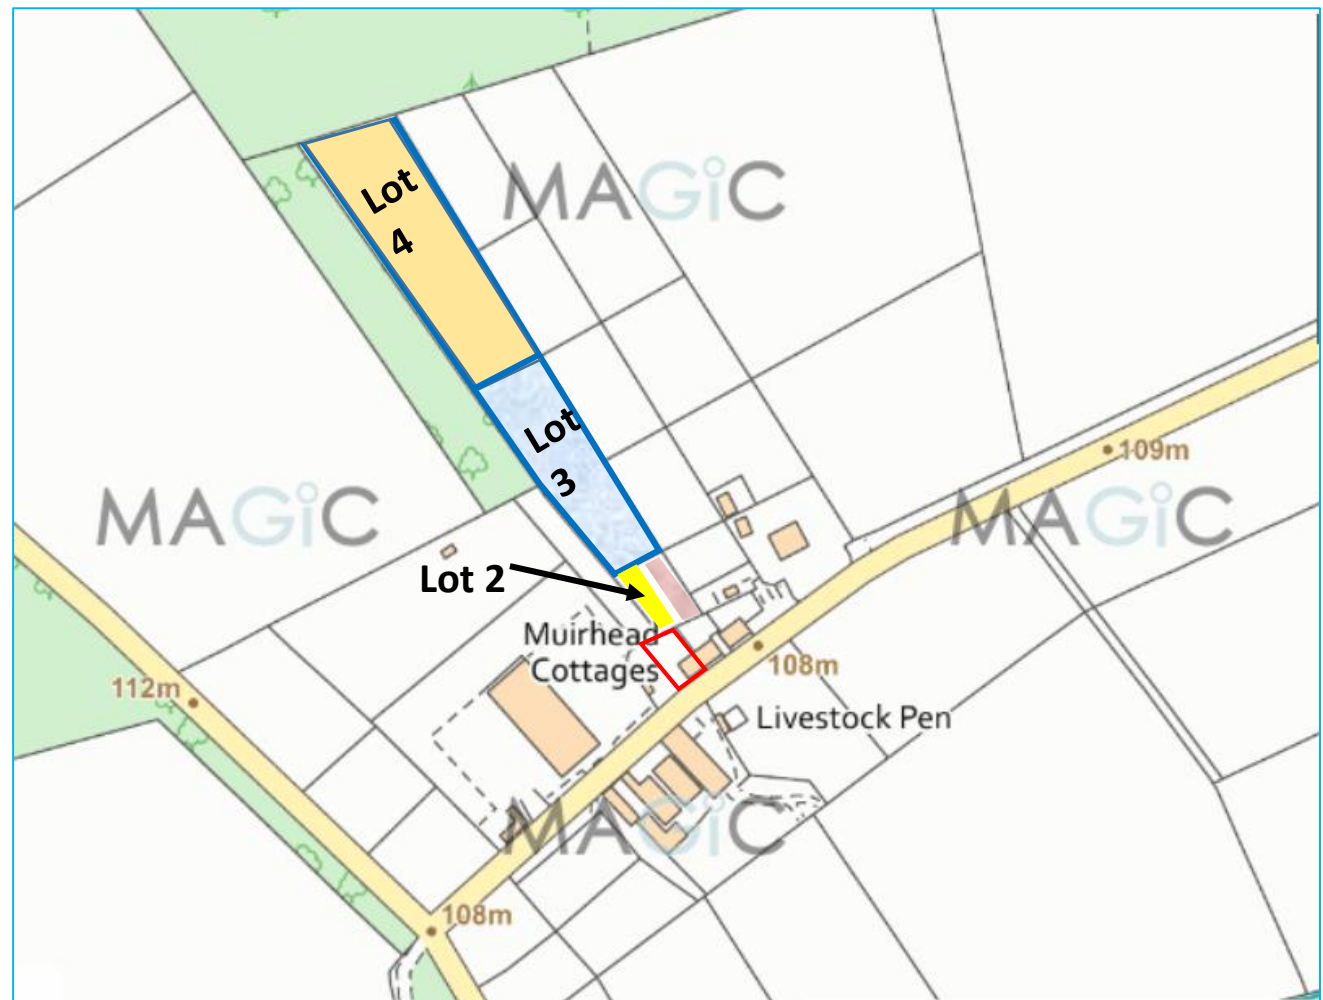 MAGiC
Lot
4
109m
Lot
3
MAGiC
MAGiC
Lot 2
Muirhead
Cottages
108m
112m
Livestock Pen
MAGiC
108m